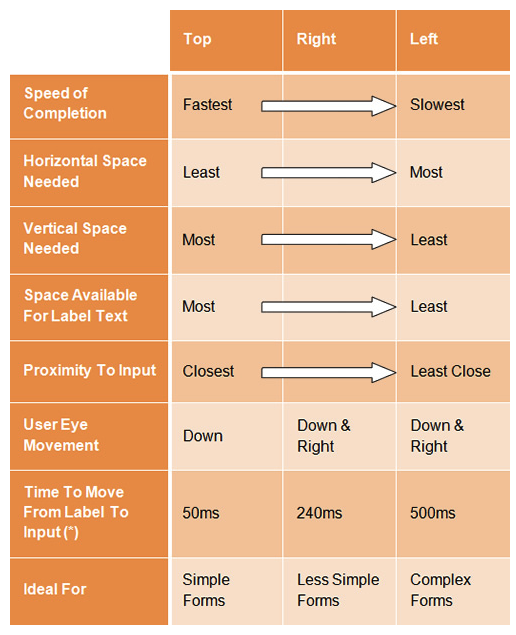 Top Right Left
Speed of
Completion
Fastest Slowest
Horizontal Space
Needed
Least Most
Vertical Space
Needed
Most Least
Space Available
For Label Text
Most Least
Proximity To Input
Closest Least Close
User Eye
Movement
Down
Down &
Right
Down &
Right
Time To Move
From Label To
Input (*)
50ms 240ms 500ms
Ideal For
Simple
Forms
Less Simple
Forms
Complex
Forms